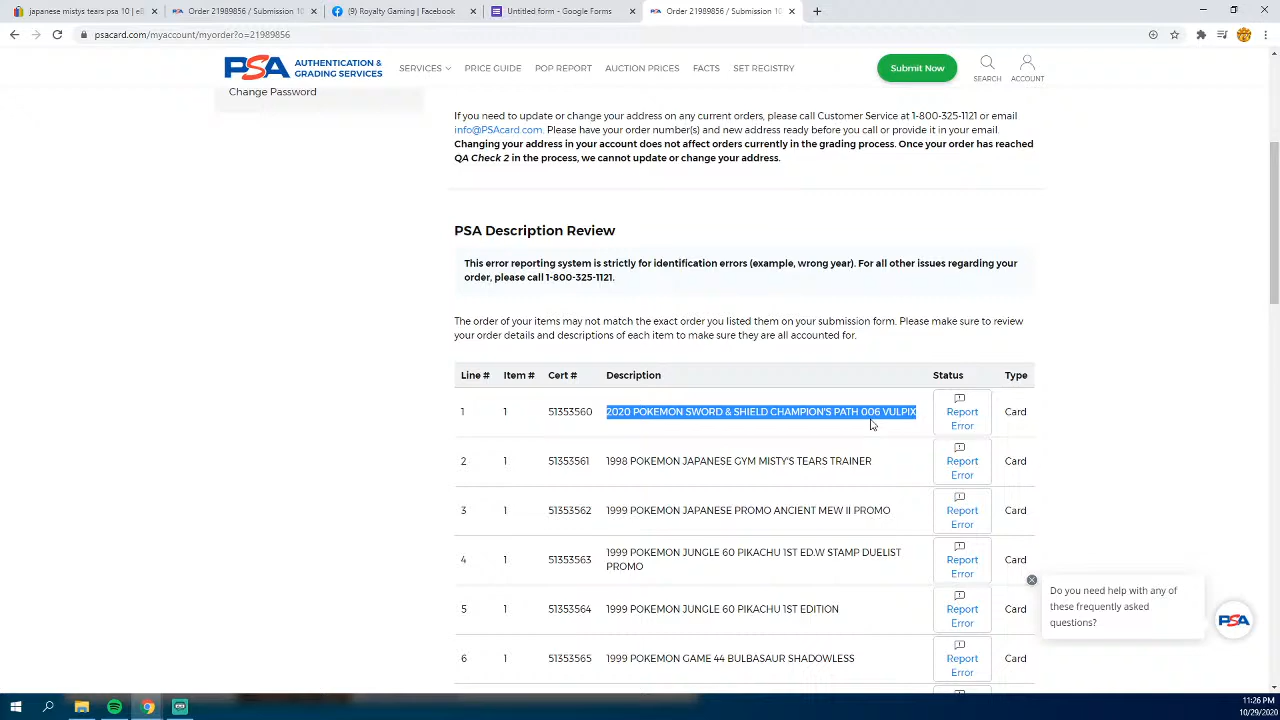 japanese mistys tears psa 10 | eB
Order 21989856 / Submission 10
(9) Royalty Gaming | Facebook
Untitled form - Google Forms
Order 21989856 / Submission 10
psacard.com/myaccount/myorder?o=21989856
PSA AUTHENTICATION &
GRADING SERVICES
SERVICES
PRICE GUIDE
POP REPORT
AUCTION PRICES
FACTS
SET REGISTRY
Submit Now
SEARCH
ACCOUNT
Change Password
If you need to update or change your address on any current orders, please call Customer Service at 1-800-325-1121 or email
info@PSAcard.com. Please have your order number(s) and new address ready before you call or provide it in your email.
Changing your address in your account does not affect orders currently in the grading process. Once your order has reached
QA Check 2 in the process, we cannot update or change your address.
PSA Description Review
This error reporting system is strictly for identification errors (example, wrong year). For all other issues regarding your
order, please call 1-800-325-1121.
The order of your items may not match the exact order you listed them on your submission form. Please make sure to review
your order details and descriptions of each item to make sure they are all accounted for.
Line # Item # Cert # Description Status Type
1 1 51353560 2020 POKEMON SWORD & SHIELD CHAMPION'S PATH 006 VULPIX Report Card
Error
2 1 51353561 1998 POKEMON JAPANESE GYM MISTY'S TEARS TRAINER Report Card
Error
3 1 51353562 1999 POKEMON JAPANESE PROMO ANCIENT MEW II PROMO Report Card
Error
4 1 51353563 1999 POKEMON JUNGLE 60 PIKACHU 1ST ED.W STAMP DUELIST Report Card
PROMO Error
5 1 51353564 1999 POKEMON JUNGLE 60 PIKACHU 1ST EDITION Report Card
Error
6 1 51353565 1999 POKEMON GAME 44 BULBASAUR SHADOWLESS Report Card
Error
Do you need help with any of
these frequently asked
questions?
PSA
11:26 PM
10/29/2020